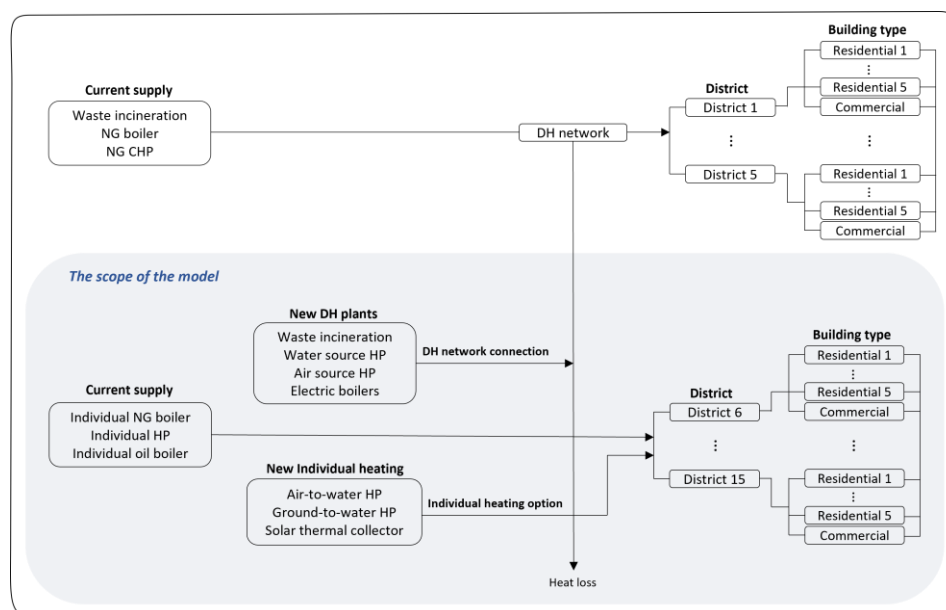 Current supply
Waste incineration
NG boiler
NG CHP
DH network
District
District 1
⋮
District 5
Building type
Residential 1
⋮
Residential 5
Commercial
⋮
Residential 1
⋮
Residential 5
Commercial
The scope of the model
New DH plants
Waste incineration
Water source HP
Air source HP
Electric boilers
DH network connection
Current supply
Individual NG boiler
Individual HP
Individual oil boiler
New Individual heating
Air-to-water HP
Ground-to-water HP
Solar thermal collector
Individual heating option
District
District 6
⋮
District 15
Building type
Residential 1
⋮
Residential 5
Commercial
⋮
Residential 1
⋮
Residential 5
Commercial
Heat loss